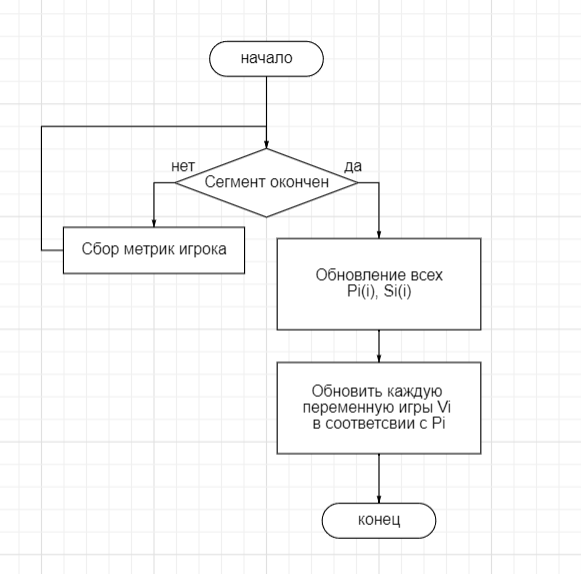 начало
нет
да
Сегмент окончен
Сбор метрик игрока
Обновление всех
Pi(i), Si(i)
Обновить каждую
переменную игры Vi
в соответсвии с Pi
конец